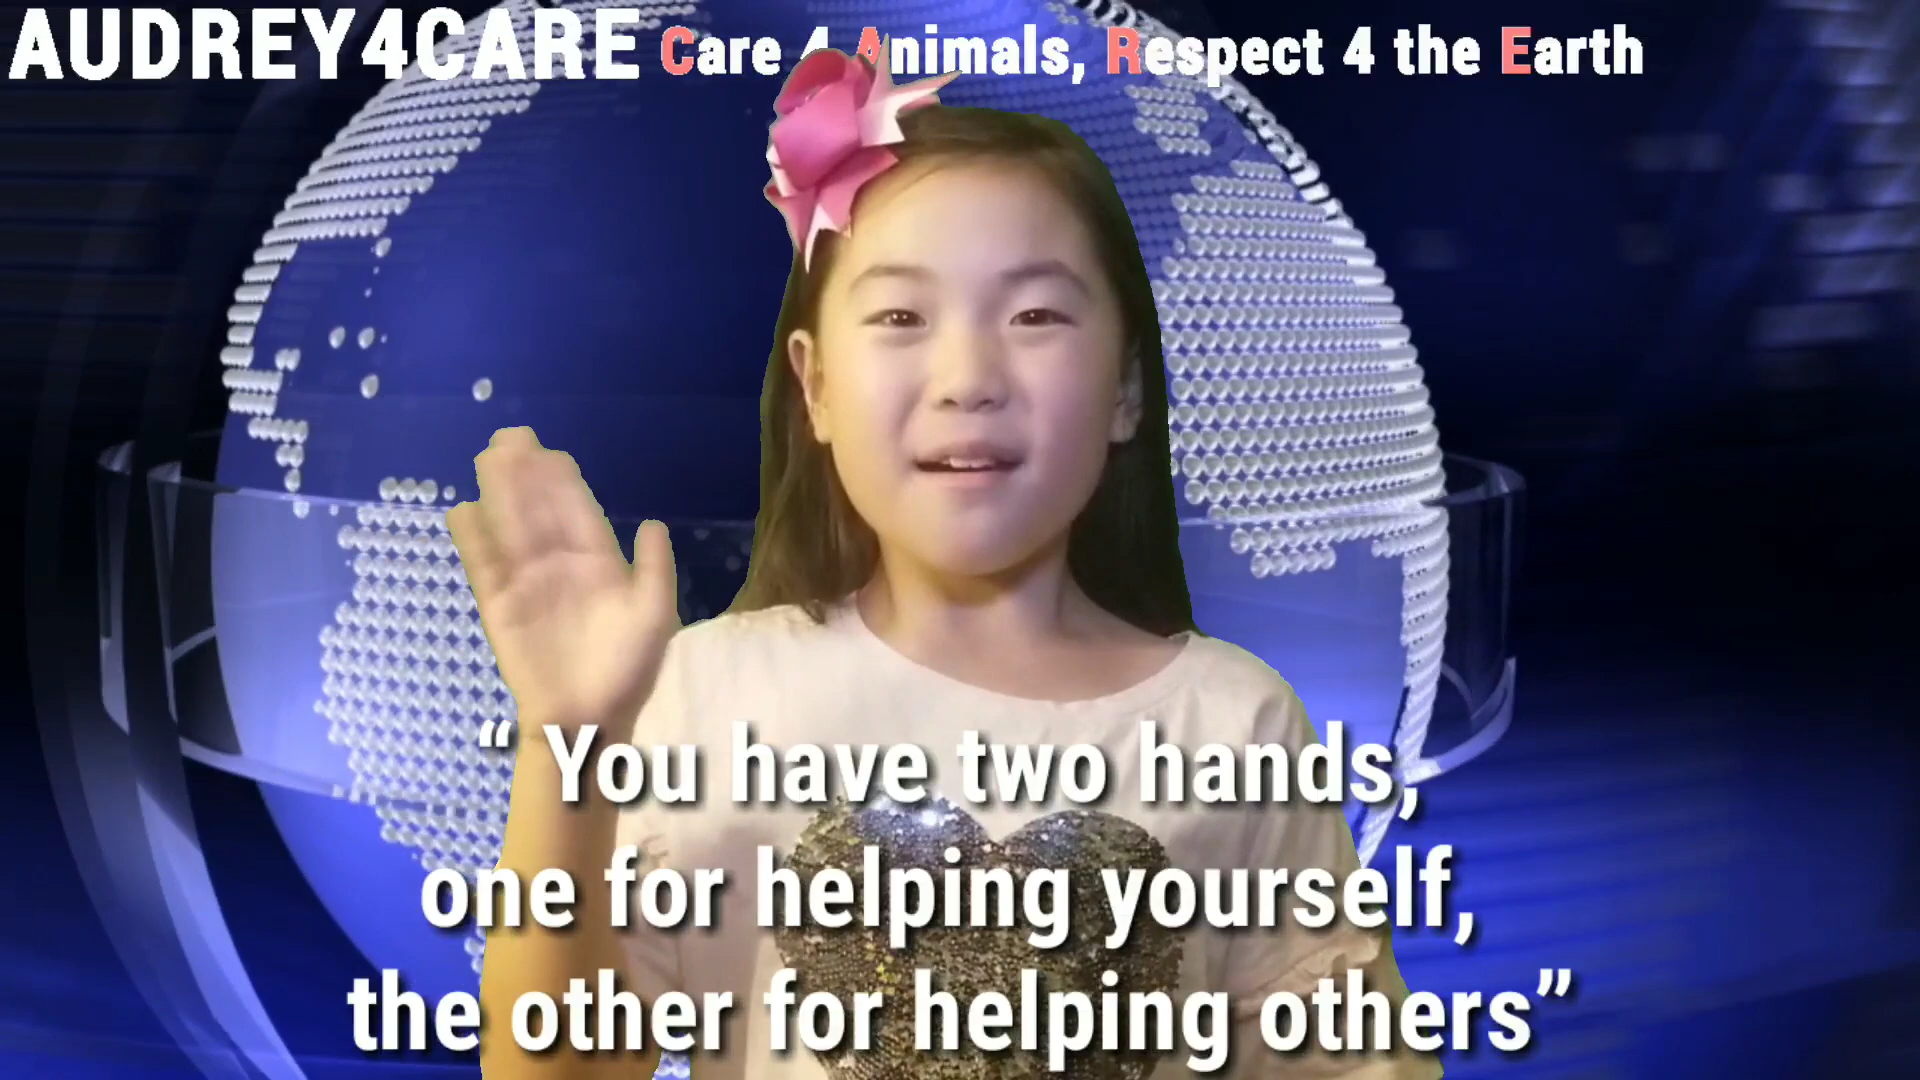 AUDREY4CARE Care 4 Animals, Respect 4 the Earth
“ You have two hands,
one for helping yourself,
the other for helping others”